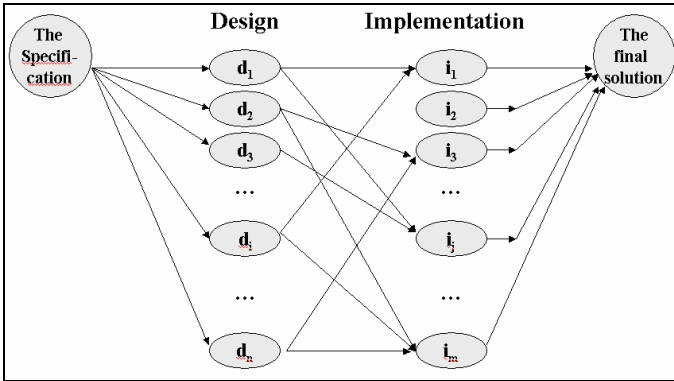 Design Implementation
The
Specifi-
cation
The
final
solution
d1 i1
d2 i2
d3 i3
... ...
di ij
... ...
dn im